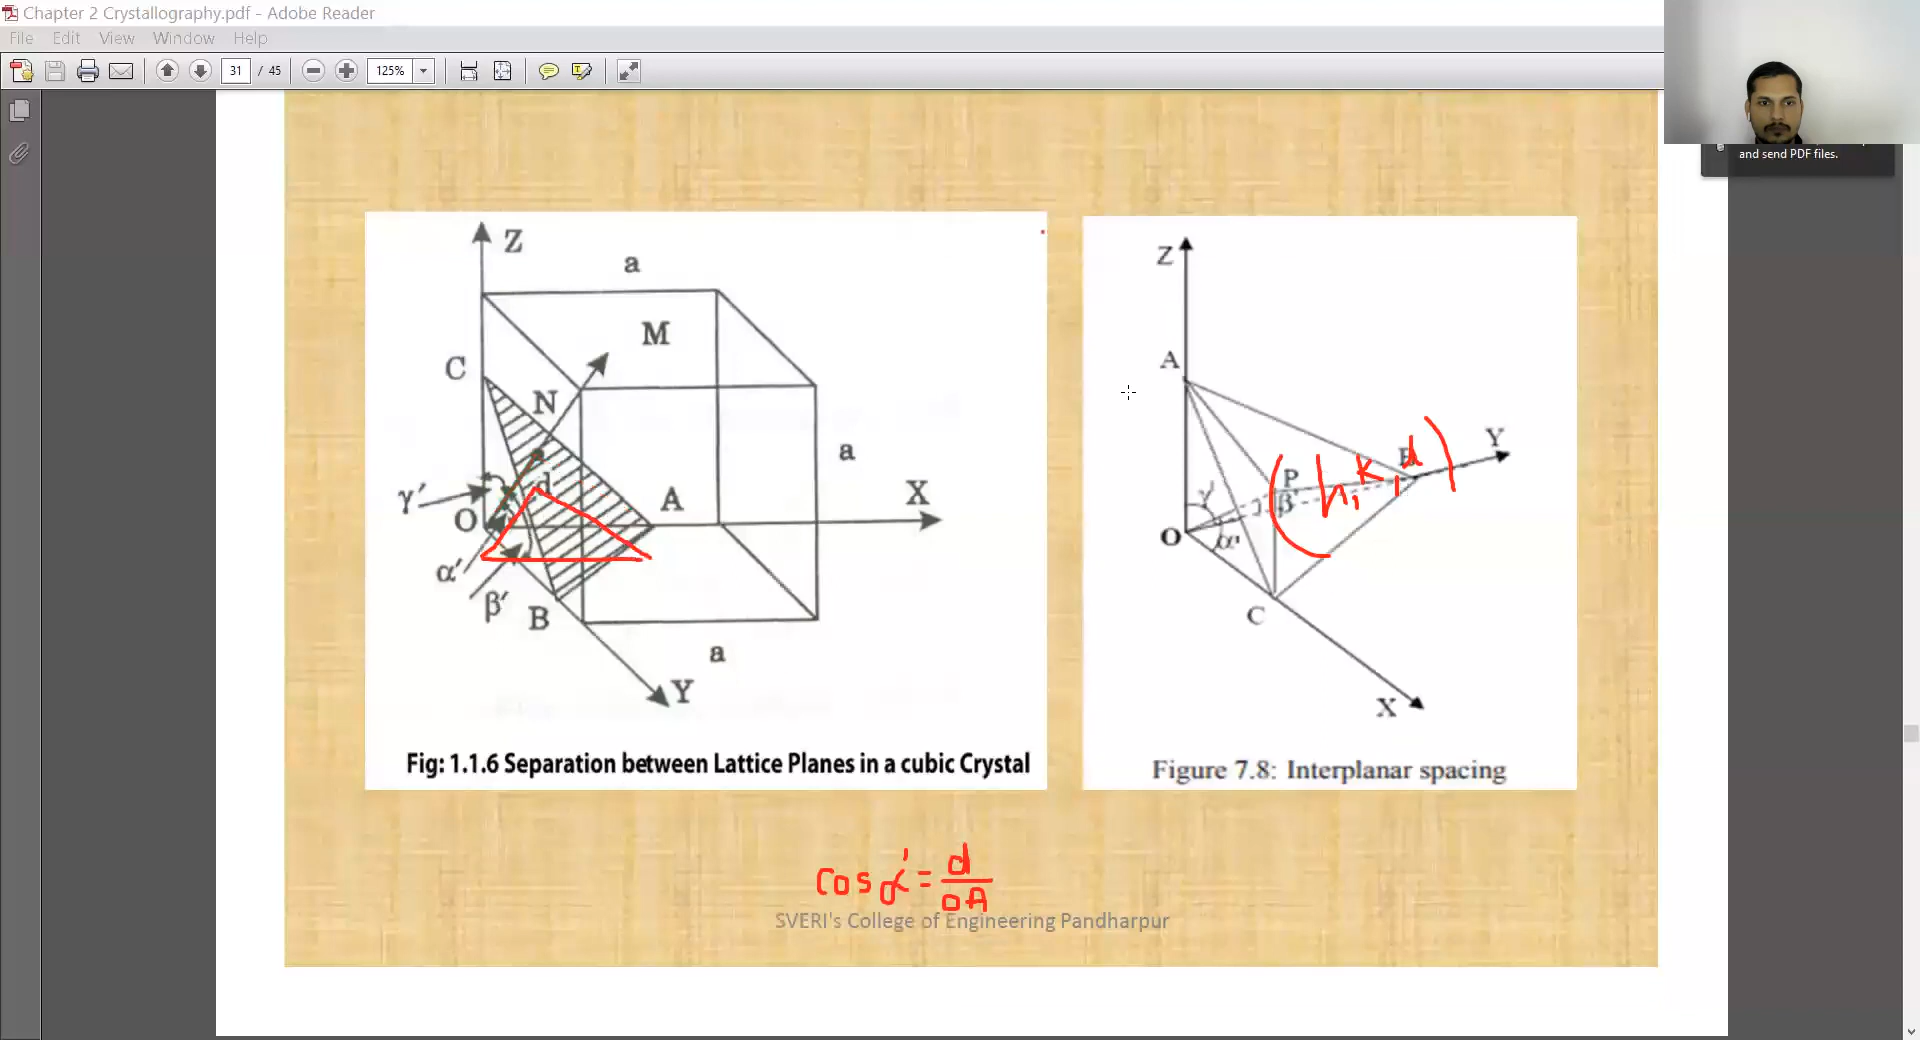 Chapter 2 Crystallography.pdf - Adobe Reader
File Edit View Window Help
31 / 45 125%
and send PDF files.
Z
a
M
C
N
a
d
γ' O A X
α'
β' B
a
Y
Fig: 1.1.6 Separation between Lattice Planes in a cubic Crystal
Z
A
Y
P
(h, k, d)
γ' β'
O α'
C
X
Figure 7.8: Interplanar spacing
cos α' = d
OA
SVERI's College of Engineering Pandharpur